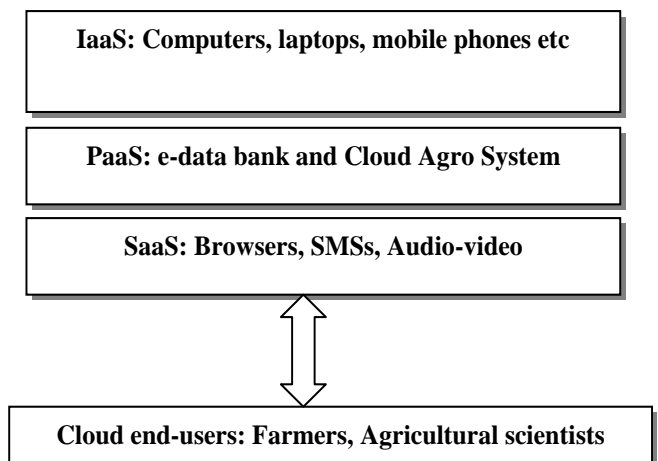 IaaS: Computers, laptops, mobile phones etc
PaaS: e-data bank and Cloud Agro System
SaaS: Browsers, SMSs, Audio-video
Cloud end-users: Farmers, Agricultural scientists